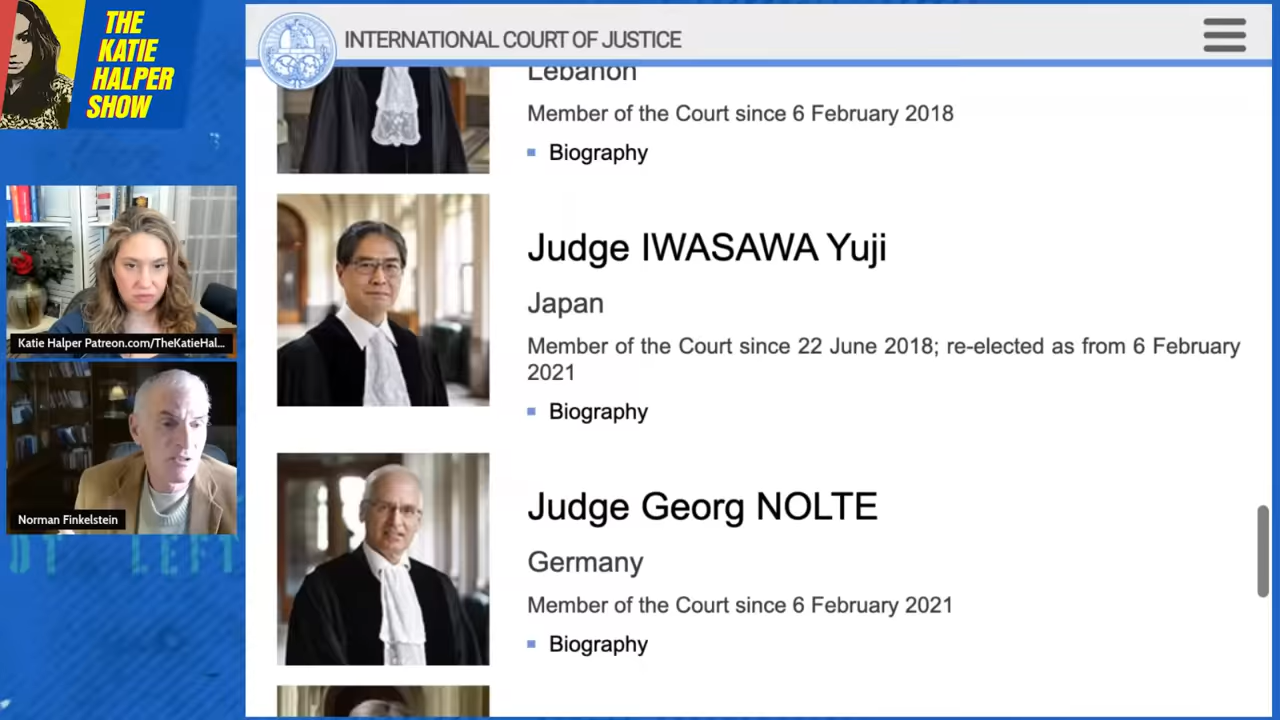 THE
KATIE
HALPER
SHOW
INTERNATIONAL COURT OF JUSTICE
Lebanon
Member of the Court since 6 February 2018
Biography
Judge IWASAWA Yuji
Japan
Member of the Court since 22 June 2018; re-elected as from 6 February
2021
Biography
Judge Georg NOLTE
Germany
Member of the Court since 6 February 2021
Biography
Katie Halper Patreon.com/TheKatieHal...
Norman Finkelstein
LEFT